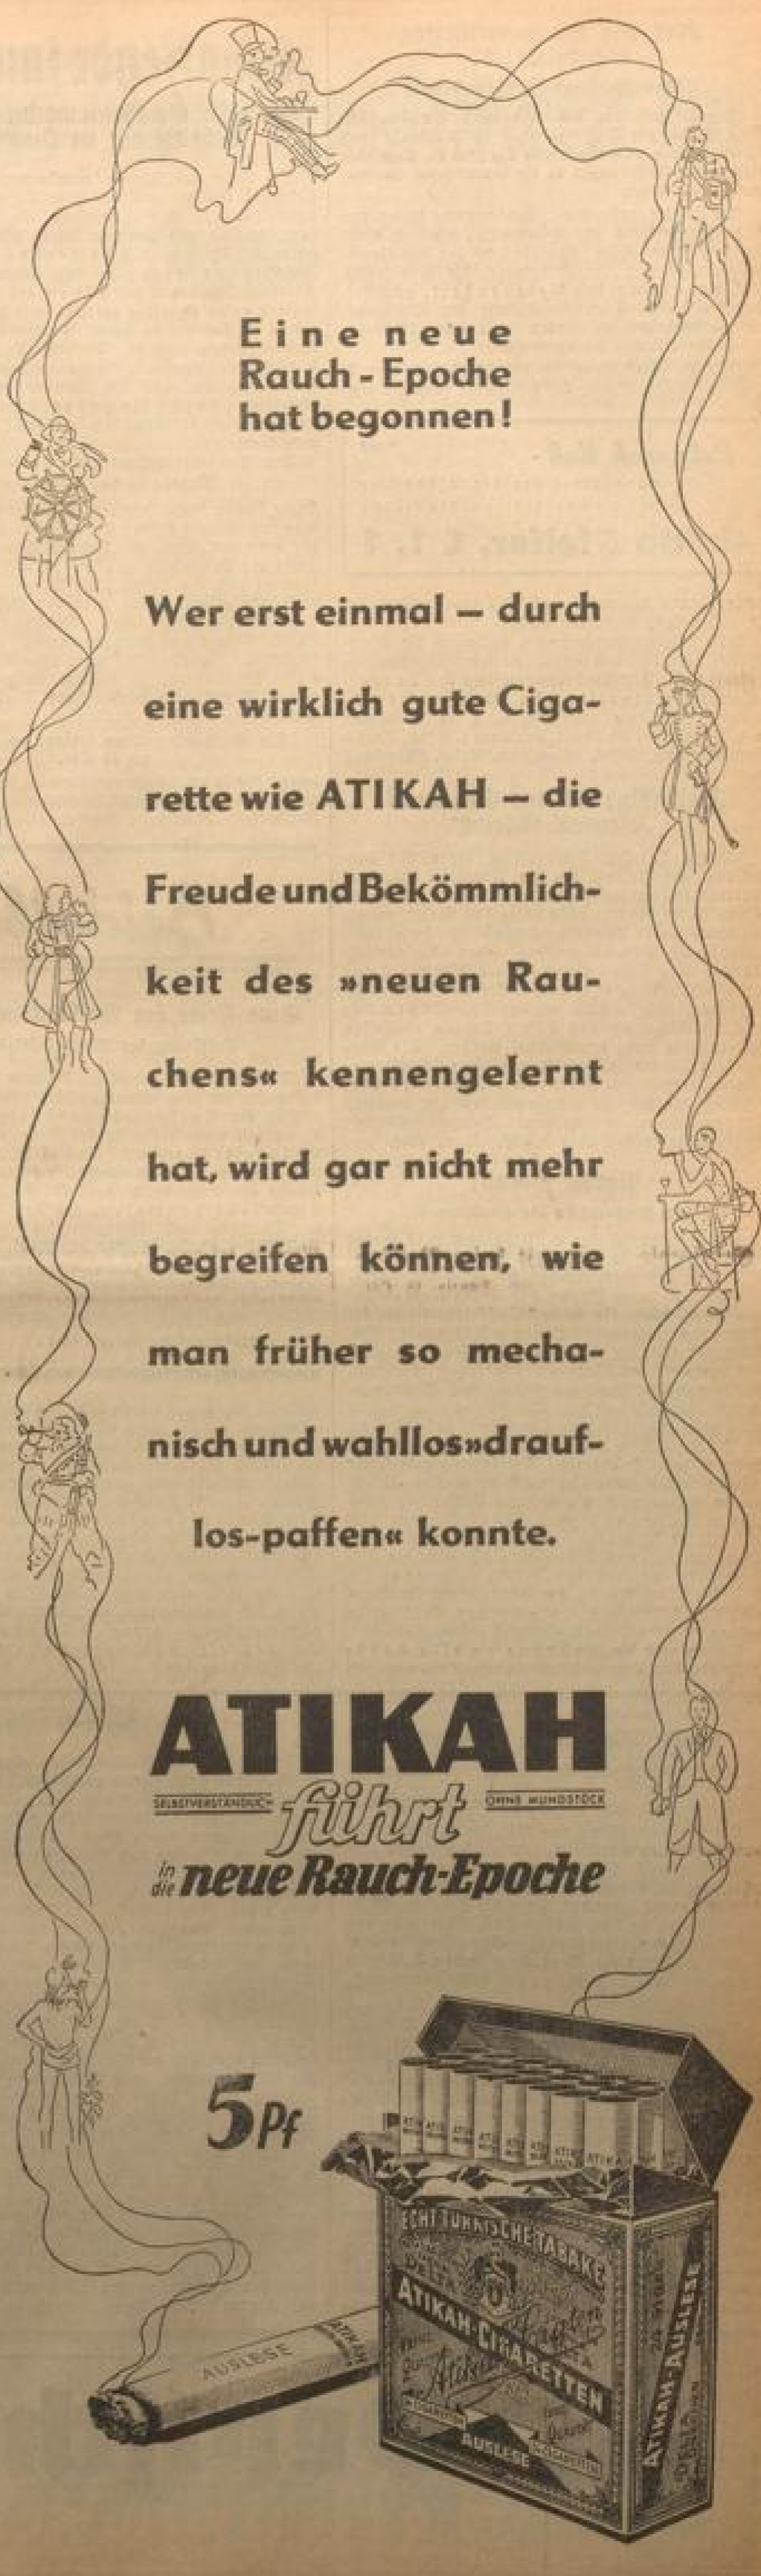 Eine neue
Rauch-Epoche
hat begonnen!
Wer erst einmal – durch
eine wirklich gute Ciga-
rette wie ATIKAH – die
Freude und Bekömmlich-
keit des »neuen Rau-
chens« kennengelernt
hat, wird gar nicht mehr
begreifen können, wie
man früher so mecha-
nisch und wahllos »drauf-
los-paffen« konnte.
ATIKAH
SELBSTVERSTÄNDLICH führt OHNE MUNDSTÜCK
in die neue Rauch-Epoche
5 Pf
ECHT TÜRKISCHE TABAKE
DELTA
ATIKAH-CIGARETTEN
AUSLESE
ATIKAH-AUSLESE
AUSLESE
ATIKAH